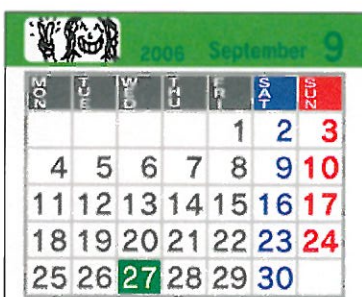 2006 September 9
MON TUE WED THU FRI SAT SUN
1 2 3
4 5 6 7 8 9 10
11 12 13 14 15 16 17
18 19 20 21 22 23 24
25 26 27 28 29 30